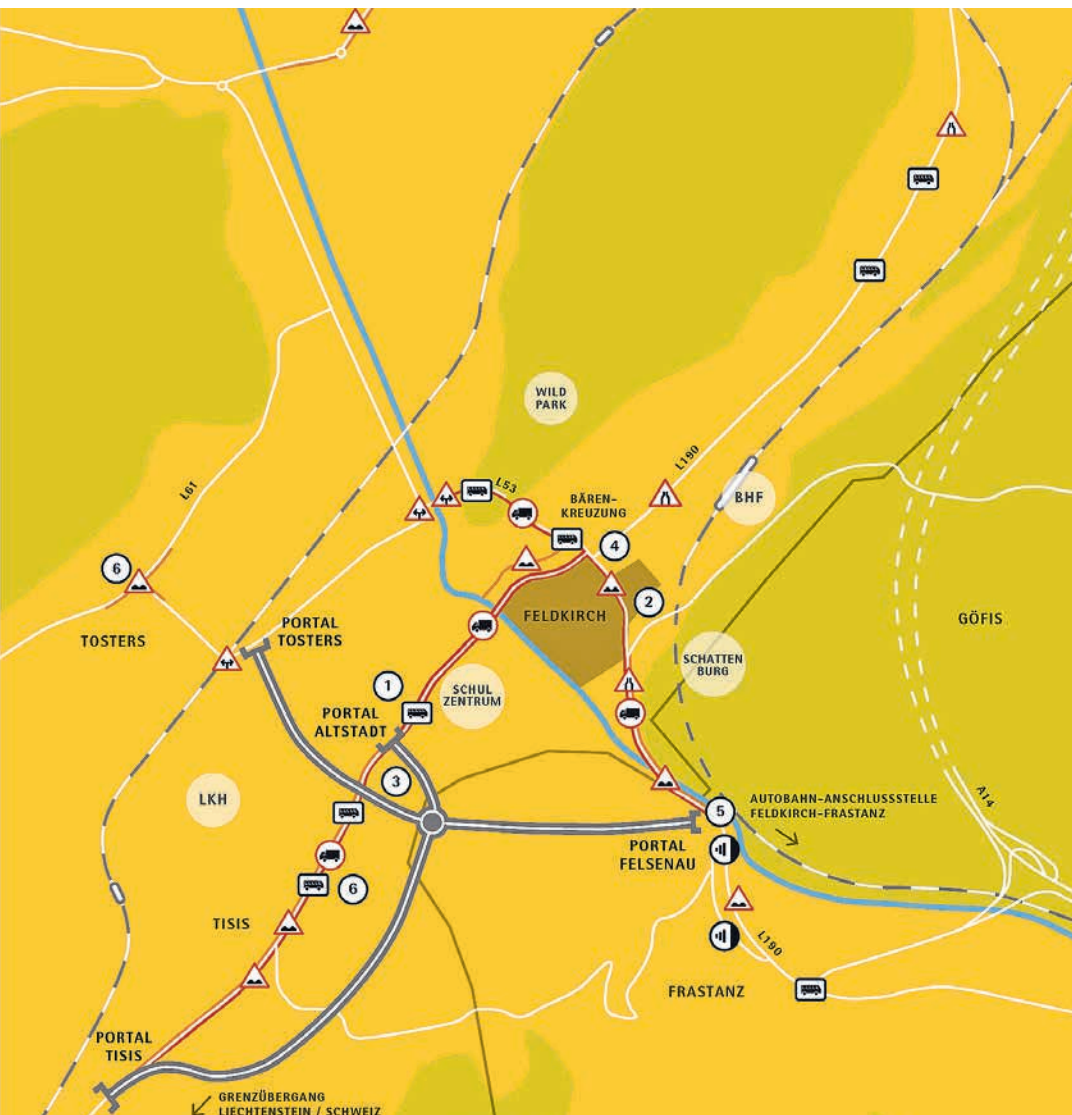 WILD
PARK
L190
L61
L53
BHF
BÄREN-
KREUZUNG
4
6
2
FELDKIRCH
GÖFIS
PORTAL
TOSTERS
TOSTERS
SCHATTEN
BURG
1
SCHUL
ZENTRUM
PORTAL
ALTSTADT
3
LKH
A14
AUTOBAHN-ANSCHLUSSSTELLE
FELDKIRCH-FRASTANZ
5
PORTAL
FELSENAU
6
TISIS
L190
FRASTANZ
PORTAL
TISIS
GRENZÜBERGANG
LIECHTENSTEIN / SCHWEIZ